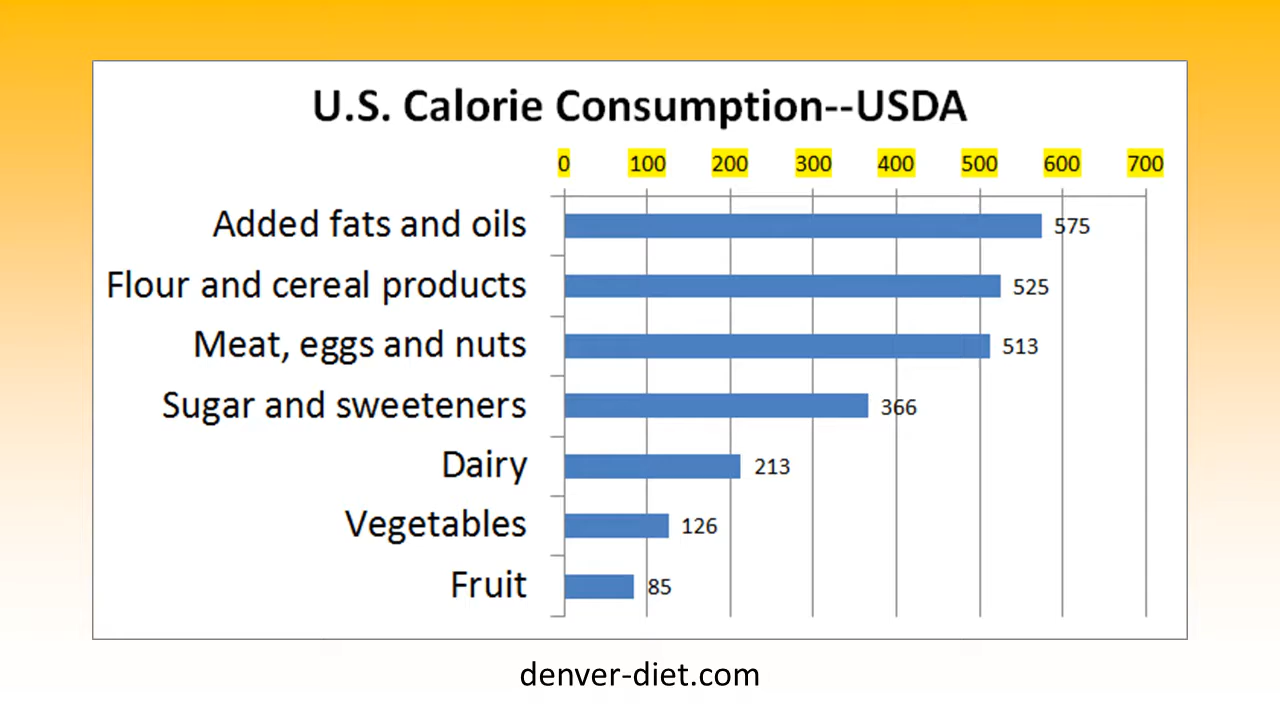 U.S. Calorie Consumption--USDA
0 100 200 300 400 500 600 700
Added fats and oils 575
Flour and cereal products 525
Meat, eggs and nuts 513
Sugar and sweeteners 366
Dairy 213
Vegetables 126
Fruit 85
denver-diet.com